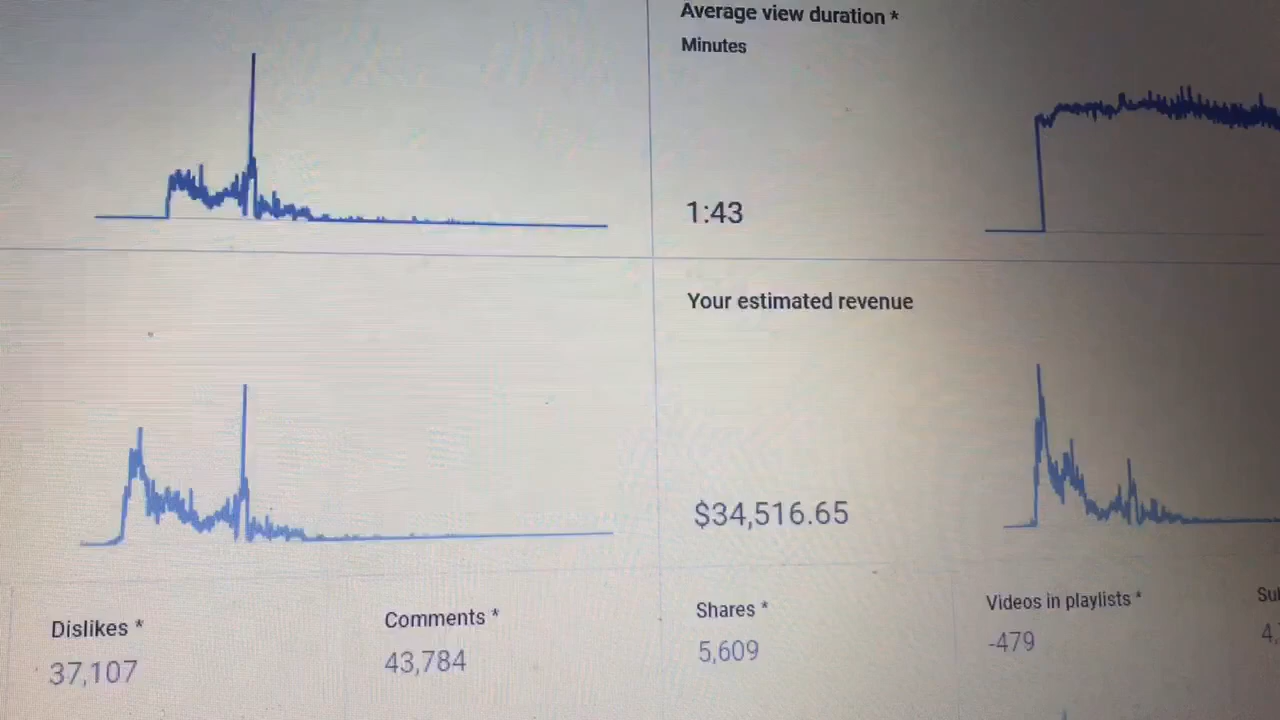 Average view duration *
Minutes
1:43
Your estimated revenue
$34,516.65
Dislikes *
Comments *
Shares *
Videos in playlists *
37,107
43,784
5,609
-479